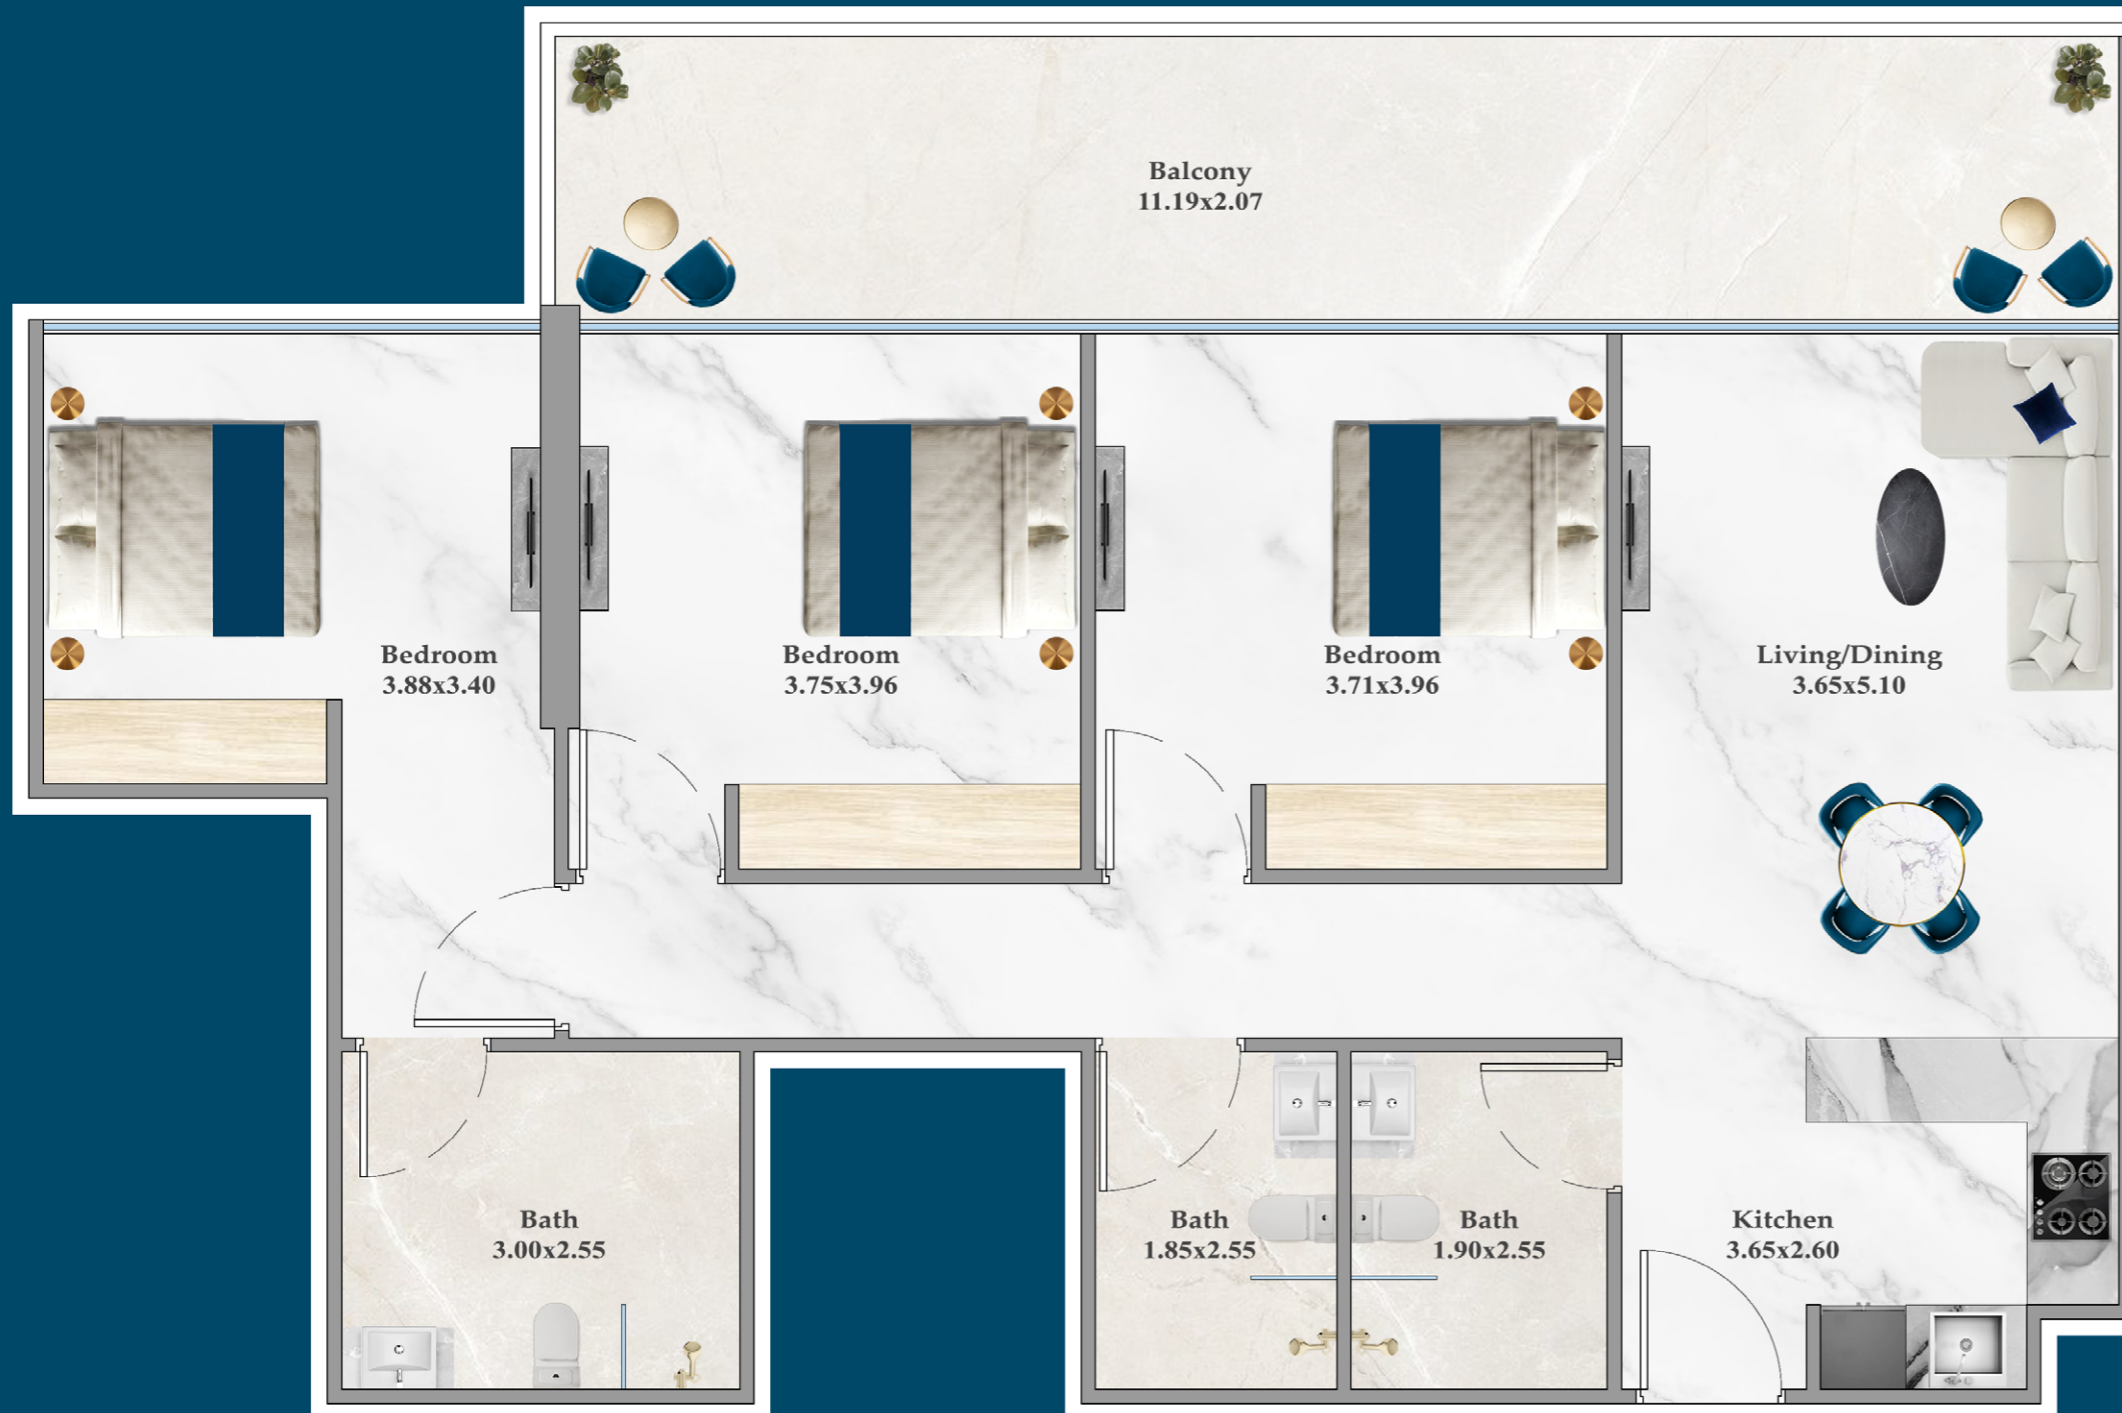 Balcony
11.19x2.07
Bedroom
3.88x3.40
Bedroom
3.75x3.96
Bedroom
3.71x3.96
Living/Dining
3.65x5.10
Bath
3.00x2.55
Bath
1.85x2.55
Bath
1.90x2.55
Kitchen
3.65x2.60